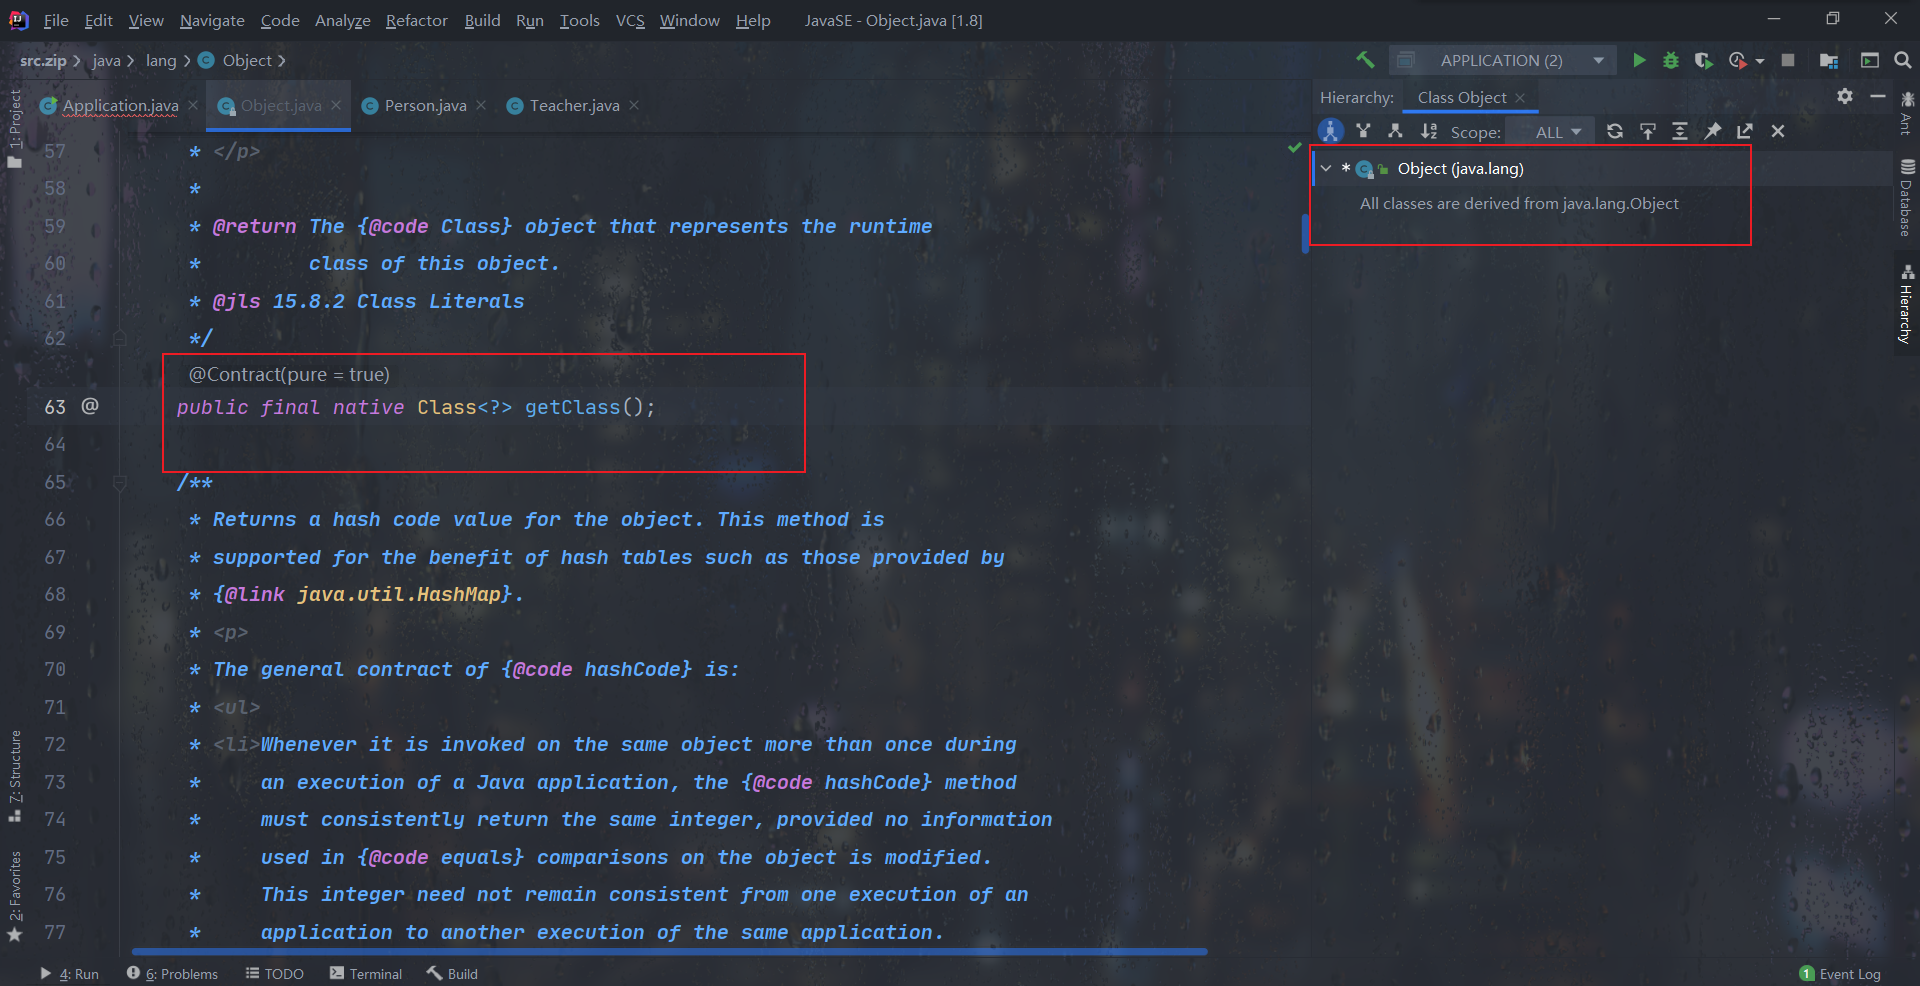 File Edit View Navigate Code Analyze Refactor Build Run Tools VCS Window Help JavaSE - Object.java [1.8]
src.zip java lang Object APPLICATION (2)
1: Project
Application.java Object.java Person.java Teacher.java
57 * </p>
58 *
59 * @return The {@code Class} object that represents the runtime
60 * class of this object.
61 * @jls 15.8.2 Class Literals
62 */
@Contract(pure = true)
63 @ public final native Class<?> getClass();
64
65 /**
66 * Returns a hash code value for the object. This method is
67 * supported for the benefit of hash tables such as those provided by
68 * {@link java.util.HashMap}.
69 * <p>
70 * The general contract of {@code hashCode} is:
71 * <ul>
72 * <li>Whenever it is invoked on the same object more than once during
73 * an execution of a Java application, the {@code hashCode} method
74 * must consistently return the same integer, provided no information
75 * used in {@code equals} comparisons on the object is modified.
76 * This integer need not remain consistent from one execution of an
77 * application to another execution of the same application.
Hierarchy: Class Object
Scope: ALL
* Object (java.lang)
All classes are derived from java.lang.Object
Ant
Database
Hierarchy
7: Structure
2: Favorites
4: Run 6: Problems TODO Terminal Build 1 Event Log